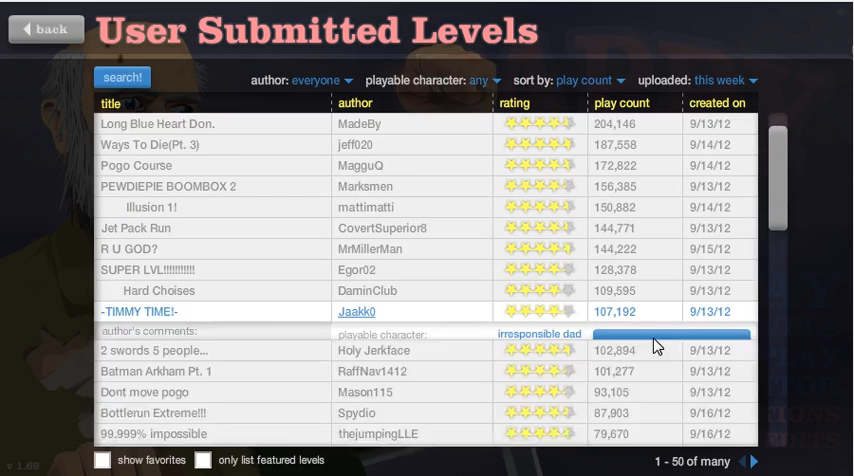 back User Submitted Levels
search! author: everyone playable character: any sort by: play count uploaded: this week
title author rating play count created on
Long Blue Heart Don. MadeBy 204,146 9/13/12
Ways To Die(Pt. 3) jeff020 187,558 9/14/12
Pogo Course MagguQ 172,822 9/14/12
PEWDIEPIE BOOMBOX 2 Marksmen 156,385 9/13/12
Illusion 1! mattimatti 150,882 9/14/12
Jet Pack Run CovertSuperior8 144,771 9/13/12
R U GOD? MrMillerMan 144,222 9/15/12
SUPER LVL!!!!!!!!!!! Egor02 128,378 9/13/12
Hard Choises DaminClub 109,595 9/13/12
-TIMMY TIME!- Jaakk0 107,192 9/13/12
author's comments: playable character: irresponsible dad
2 swords 5 people... Holy Jerkface 102,894 9/13/12
Batman Arkham Pt. 1 RaffNav1412 101,277 9/13/12
Dont move pogo Mason115 93,105 9/13/12
Bottlerun Extreme!!! Spydio 87,903 9/16/12
99.999% impossible thejumpingLLE 79,670 9/16/12
show favorites only list featured levels 1 - 50 of many
v 1.69